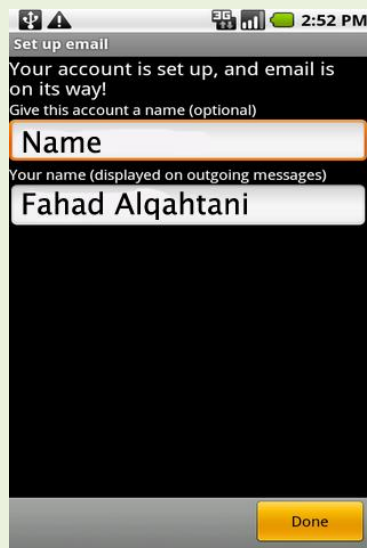 3G 2:52 PM
Set up email
Your account is set up, and email is
on its way!
Give this account a name (optional)
Name
Your name (displayed on outgoing messages)
Fahad Alqahtani
Done